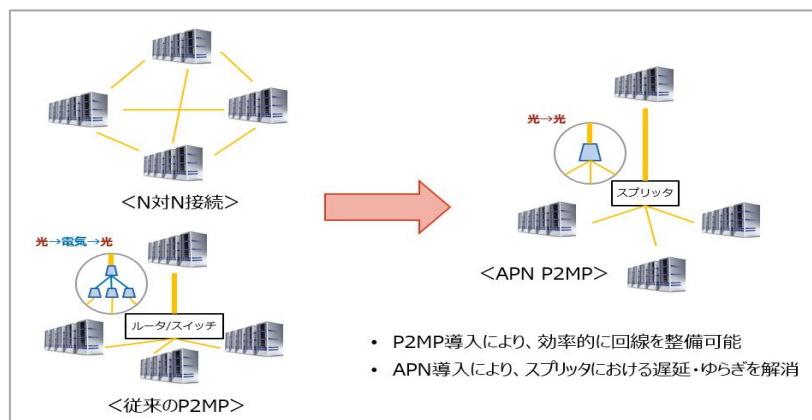 <N対N接続>
光→電気→光
ルータ/スイッチ
<従来のP2MP>
光→光
スプリッタ
<APN P2MP>
• P2MP導入により、効率的に回線を整備可能
• APN導入により、スプリッタにおける遅延・ゆらぎを解消